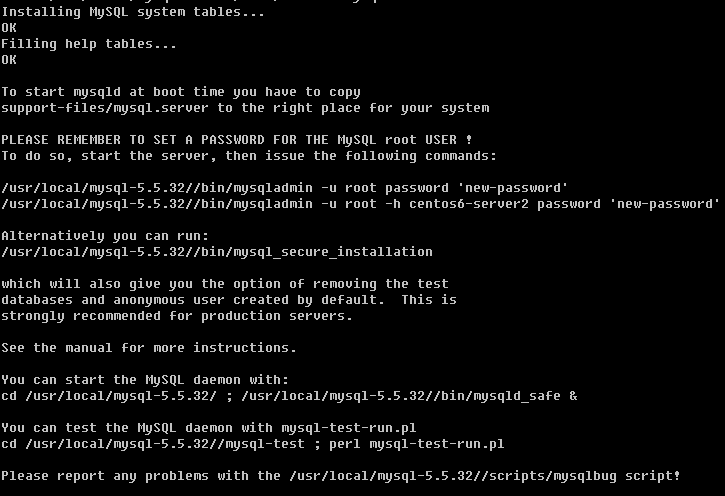 Installing MySQL system tables...
OK
Filling help tables...
OK
To start mysqld at boot time you have to copy
support-files/mysql.server to the right place for your system
PLEASE REMEMBER TO SET A PASSWORD FOR THE MySQL root USER !
To do so, start the server, then issue the following commands:
/usr/local/mysql-5.5.32//bin/mysqladmin -u root password 'new-password'
/usr/local/mysql-5.5.32//bin/mysqladmin -u root -h centos6-server2 password 'new-password'
Alternatively you can run:
/usr/local/mysql-5.5.32//bin/mysql_secure_installation
which will also give you the option of removing the test
databases and anonymous user created by default.  This is
strongly recommended for production servers.
See the manual for more instructions.
You can start the MySQL daemon with:
cd /usr/local/mysql-5.5.32/ ; /usr/local/mysql-5.5.32//bin/mysqld_safe &
You can test the MySQL daemon with mysql-test-run.pl
cd /usr/local/mysql-5.5.32//mysql-test ; perl mysql-test-run.pl
Please report any problems with the /usr/local/mysql-5.5.32//scripts/mysqlbug script!